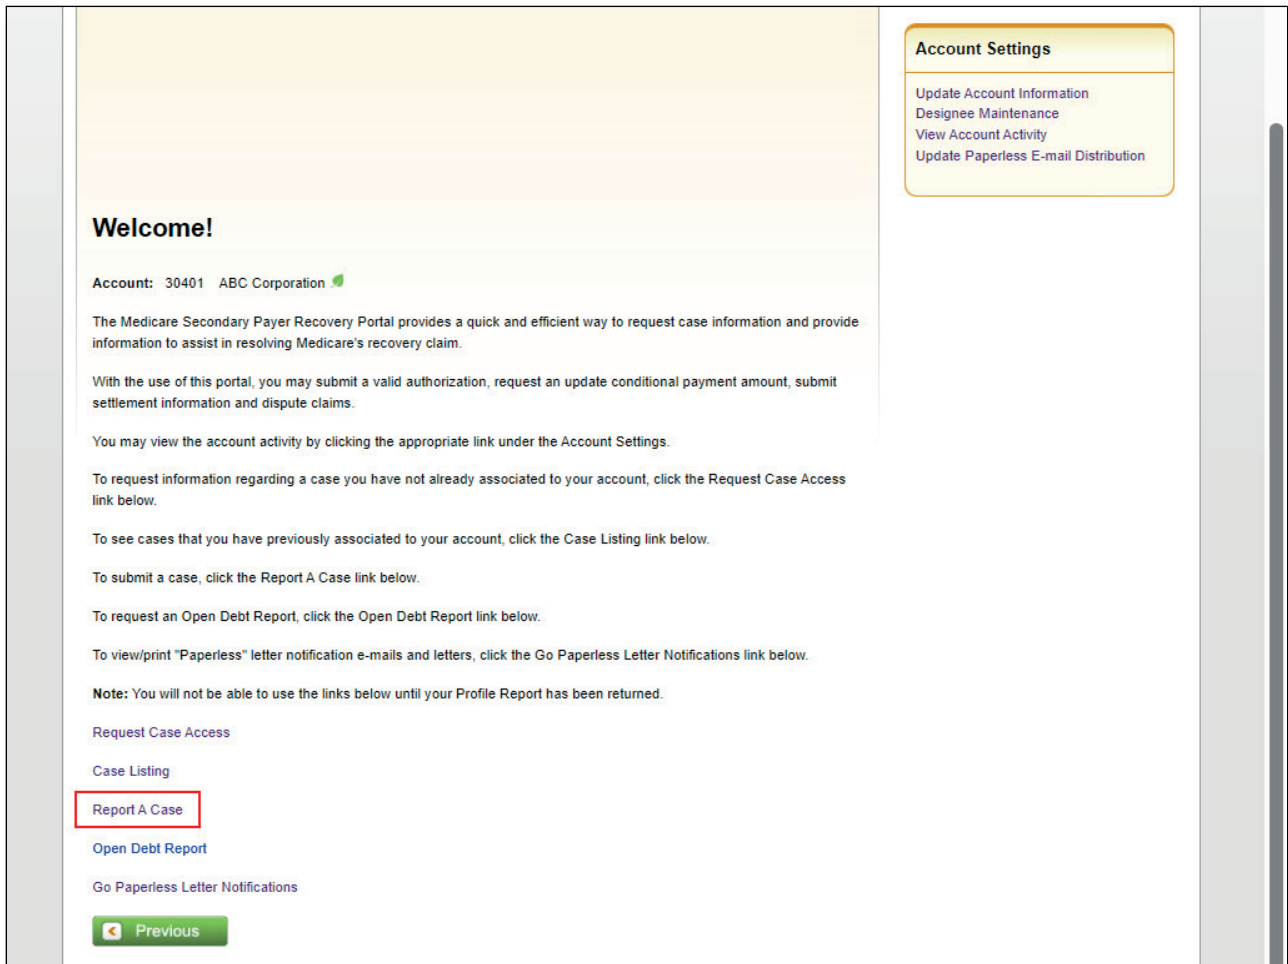 Account Settings
Update Account Information
Designee Maintenance
View Account Activity
Update Paperless E-mail Distribution
Welcome!
Account: 30401 ABC Corporation
The Medicare Secondary Payer Recovery Portal provides a quick and efficient way to request case information and provide
information to assist in resolving Medicare's recovery claim.
With the use of this portal, you may submit a valid authorization, request an update conditional payment amount, submit
settlement information and dispute claims.
You may view the account activity by clicking the appropriate link under the Account Settings.
To request information regarding a case you have not already associated to your account, click the Request Case Access
link below.
To see cases that you have previously associated to your account, click the Case Listing link below.
To submit a case, click the Report A Case link below.
To request an Open Debt Report, click the Open Debt Report link below.
To view/print "Paperless" letter notification e-mails and letters, click the Go Paperless Letter Notifications link below.
Note: You will not be able to use the links below until your Profile Report has been returned.
Request Case Access
Case Listing
Report A Case
Open Debt Report
Go Paperless Letter Notifications
Previous